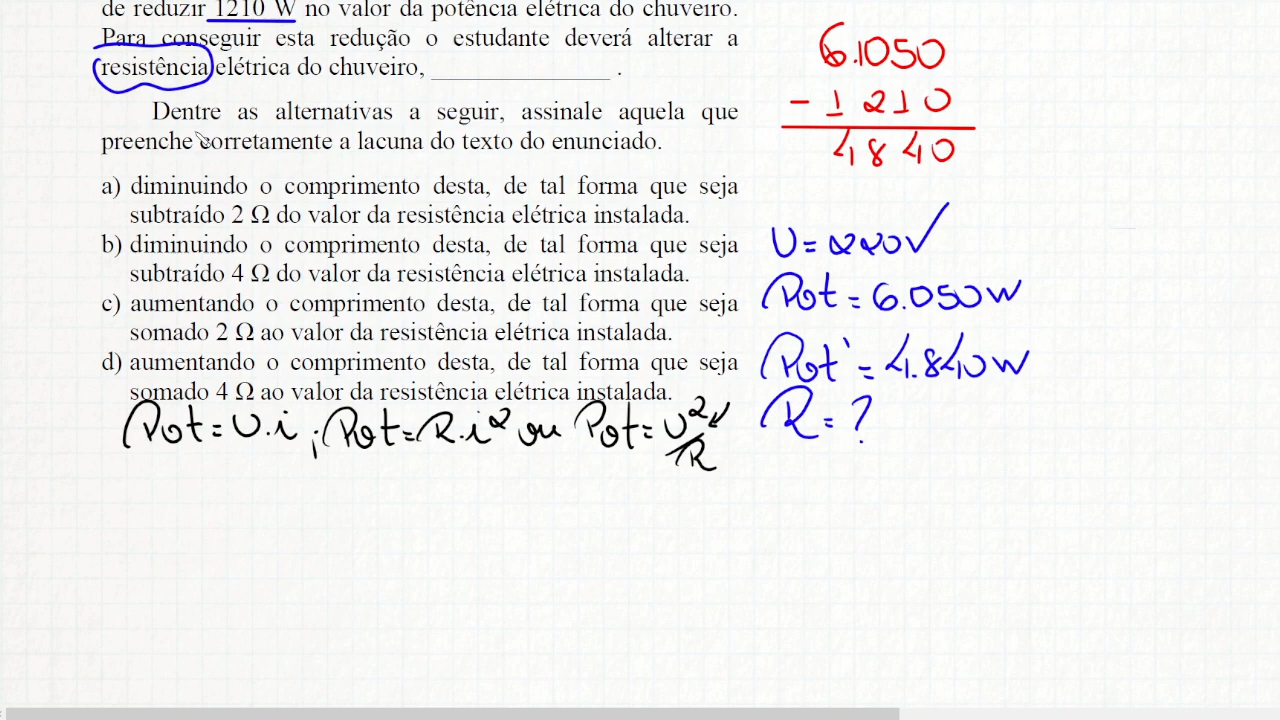 de reduzir 1210 W no valor da potência elétrica do chuveiro.
Para conseguir esta redução o estudante deverá alterar a
resistência elétrica do chuveiro, _______________ .
Dentre as alternativas a seguir, assinale aquela que
preenche corretamente a lacuna do texto do enunciado.
a) diminuindo o comprimento desta, de tal forma que seja
subtraído 2 Ω do valor da resistência elétrica instalada.
b) diminuindo o comprimento desta, de tal forma que seja
subtraído 4 Ω do valor da resistência elétrica instalada.
c) aumentando o comprimento desta, de tal forma que seja
somado 2 Ω ao valor da resistência elétrica instalada.
d) aumentando o comprimento desta, de tal forma que seja
somado 4 Ω ao valor da resistência elétrica instalada.
Pot = U.i ; Pot = R.i² ou Pot = U²/R
6.1050
- 1 210
4840
U = 220V
Pot = 6.050W
Pot' = 4.840W
R = ?